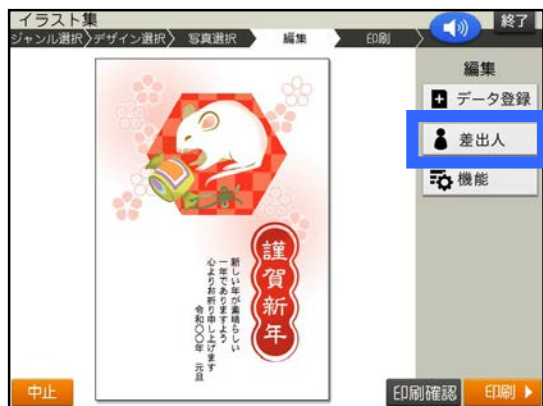 イラスト集
終了
ジャンル選択
デザイン選択
写真選択
編集
印刷
編集
データ登録
差出人
機能
謹賀新年
新しい年が素晴らしい
一年でありますよう
心よりお祈り申し上げます
令和〇〇年 元旦
中止
印刷確認
印刷